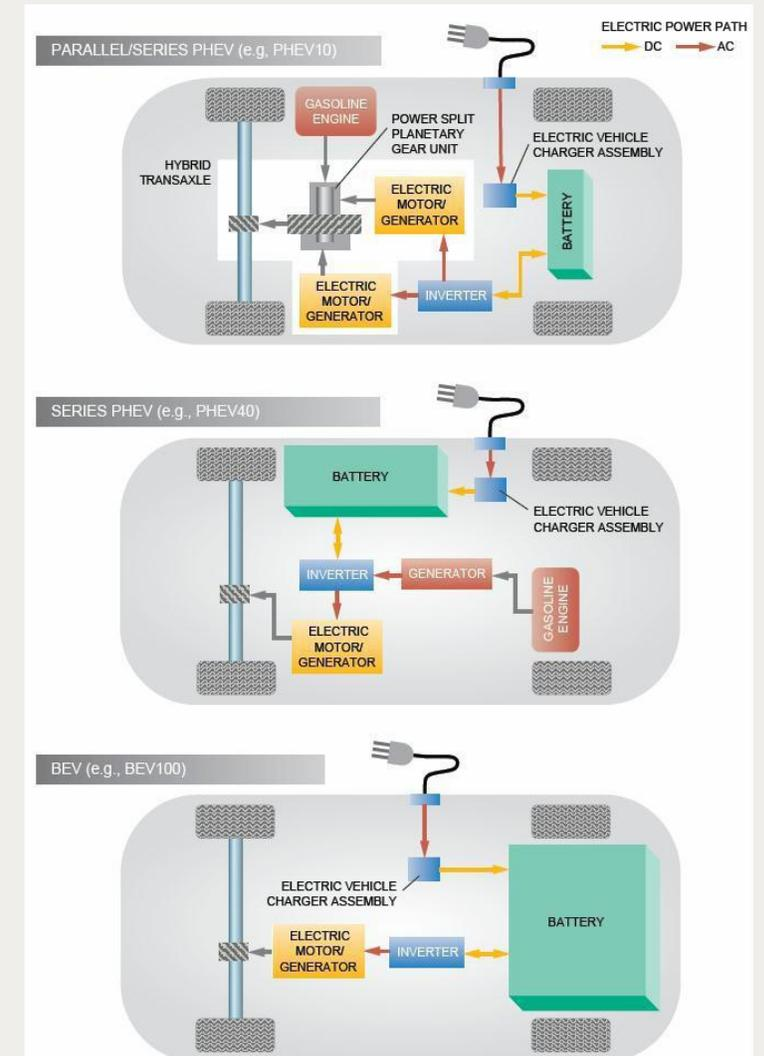 ELECTRIC POWER PATH
DC
AC
PARALLEL/SERIES PHEV (e.g, PHEV10)
GASOLINE
ENGINE
POWER SPLIT
PLANETARY
GEAR UNIT
ELECTRIC VEHICLE
CHARGER ASSEMBLY
HYBRID
TRANSAXLE
ELECTRIC
MOTOR/
GENERATOR
BATTERY
ELECTRIC
MOTOR/
GENERATOR
INVERTER
SERIES PHEV (e.g., PHEV40)
BATTERY
ELECTRIC VEHICLE
CHARGER ASSEMBLY
INVERTER
GENERATOR
GASOLINE
ENGINE
ELECTRIC
MOTOR/
GENERATOR
BEV (e.g., BEV100)
ELECTRIC VEHICLE
CHARGER ASSEMBLY
BATTERY
ELECTRIC
MOTOR/
GENERATOR
INVERTER